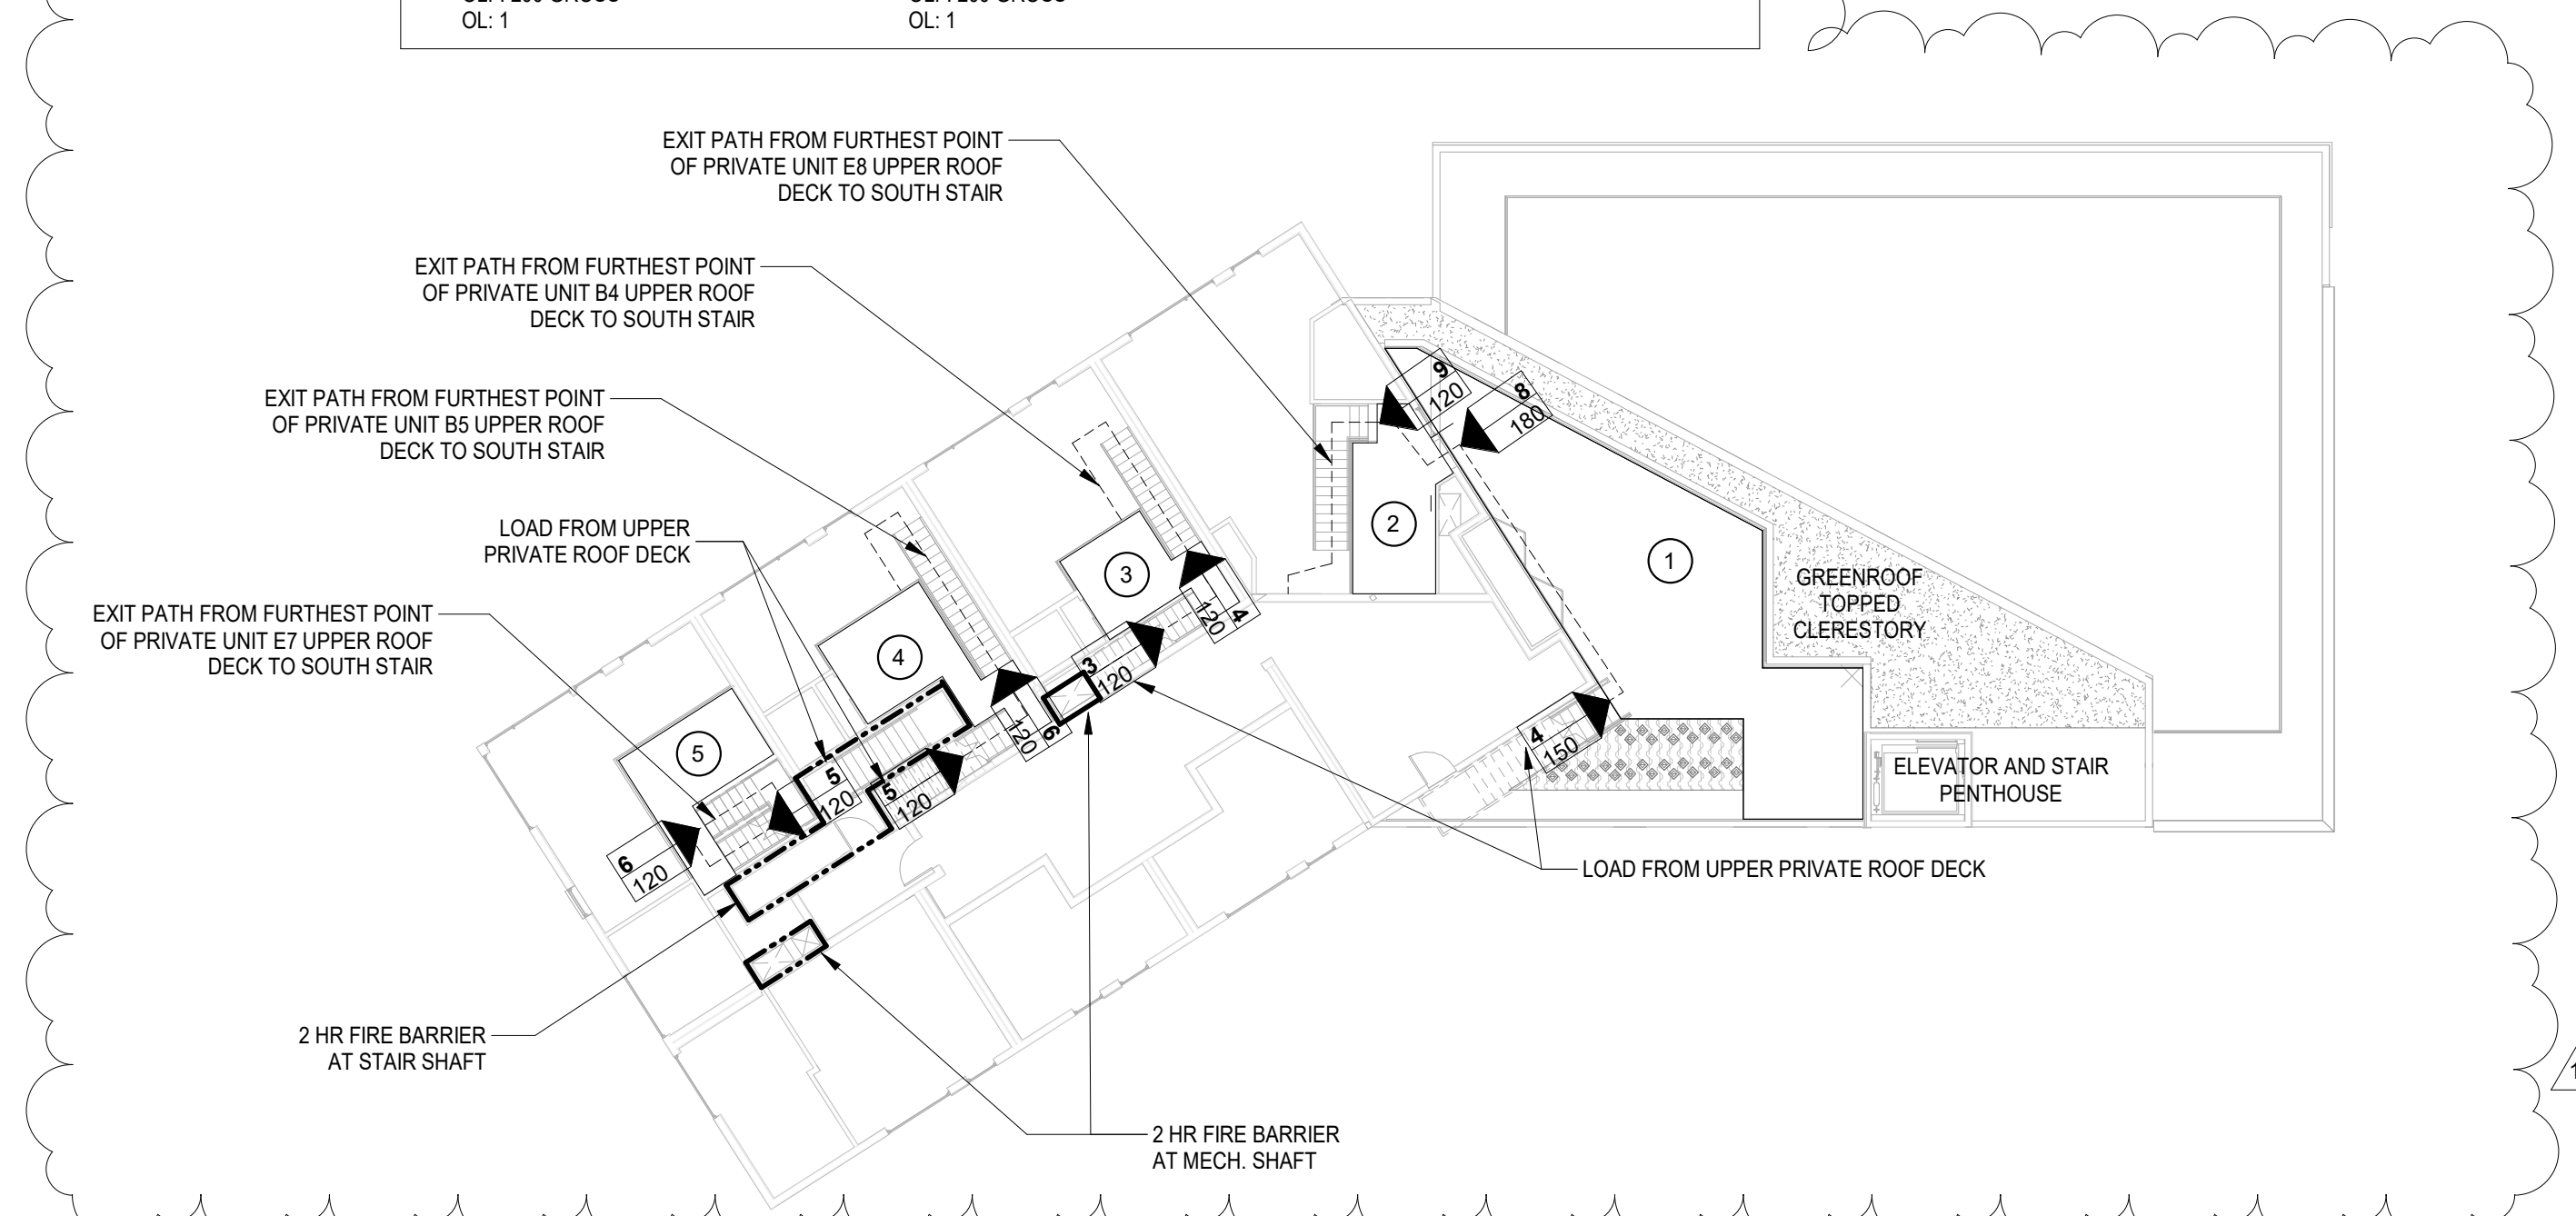 OL: 1
OL: 1
EXIT PATH FROM FURTHEST POINT
OF PRIVATE UNIT E8 UPPER ROOF
DECK TO SOUTH STAIR
EXIT PATH FROM FURTHEST POINT
OF PRIVATE UNIT B4 UPPER ROOF
DECK TO SOUTH STAIR
EXIT PATH FROM FURTHEST POINT
OF PRIVATE UNIT B5 UPPER ROOF
DECK TO SOUTH STAIR
LOAD FROM UPPER
PRIVATE ROOF DECK
EXIT PATH FROM FURTHEST POINT
OF PRIVATE UNIT E7 UPPER ROOF
DECK TO SOUTH STAIR
9
120
8
180
2
1
3
4
5
GREENROOF
TOPPED
CLERESTORY
4
120
3
120
6
120
5
120
5
120
6
120
4
150
ELEVATOR AND STAIR
PENTHOUSE
LOAD FROM UPPER PRIVATE ROOF DECK
2 HR FIRE BARRIER
AT STAIR SHAFT
2 HR FIRE BARRIER
AT MECH. SHAFT